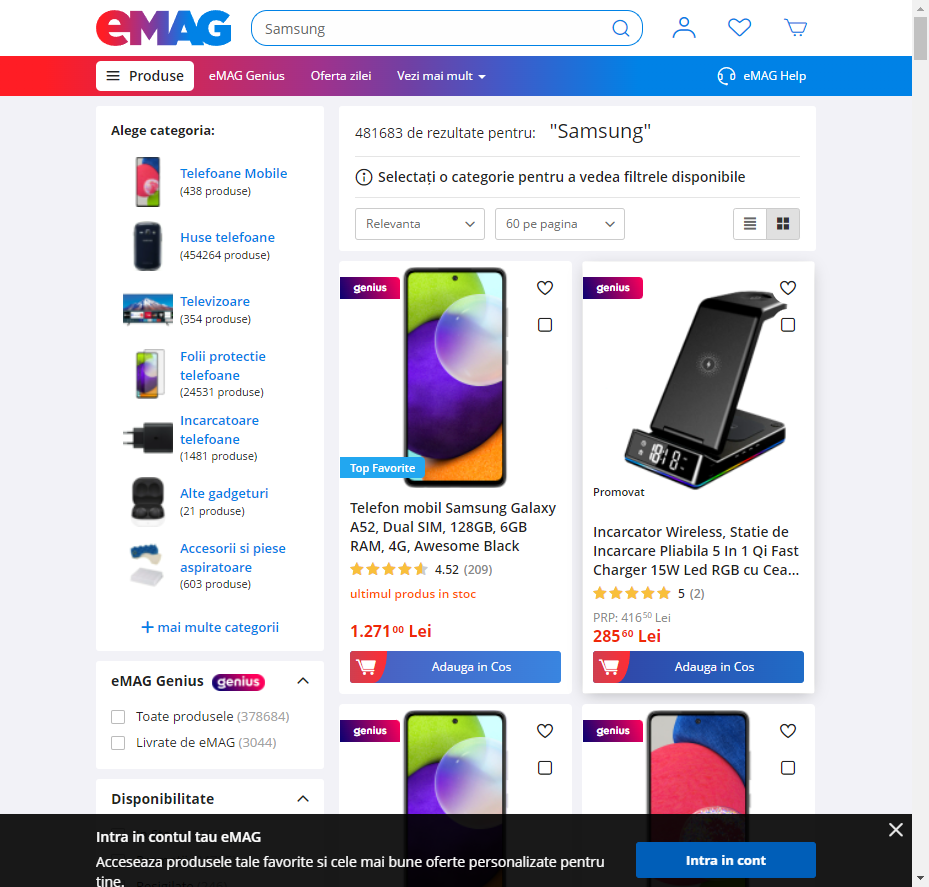 eMAG
Samsung
Produse
eMAG Genius
Oferta zilei
Vezi mai mult
eMAG Help
Alege categoria:
Telefoane Mobile
(438 produse)
Huse telefoane
(454264 produse)
Televizoare
(354 produse)
Folii protectie
telefoane
(24531 produse)
Incarcatoare
telefoane
(1481 produse)
Alte gadgeturi
(21 produse)
Accesorii si piese
aspiratoare
(603 produse)
+ mai multe categorii
eMAG Genius genius
Toate produsele (378684)
Livrate de eMAG (3044)
Disponibilitate
481683 de rezultate pentru: "Samsung"
Selectați o categorie pentru a vedea filtrele disponibile
Relevanta
60 pe pagina
genius
Top Favorite
Telefon mobil Samsung Galaxy
A52, Dual SIM, 128GB, 6GB
RAM, 4G, Awesome Black
4.52 (209)
ultimul produs in stoc
1.271⁰⁰ Lei
Adauga in Cos
genius
1818
Promovat
Incarcator Wireless, Statie de
Incarcare Pliabila 5 In 1 Qi Fast
Charger 15W Led RGB cu Cea...
5 (2)
PRP: 416⁵⁰ Lei
285⁶⁰ Lei
Adauga in Cos
genius
genius
Intra in contul tau eMAG
Acceseaza produsele tale favorite si cele mai bune oferte personalizate pentru
tine.
Intra in cont